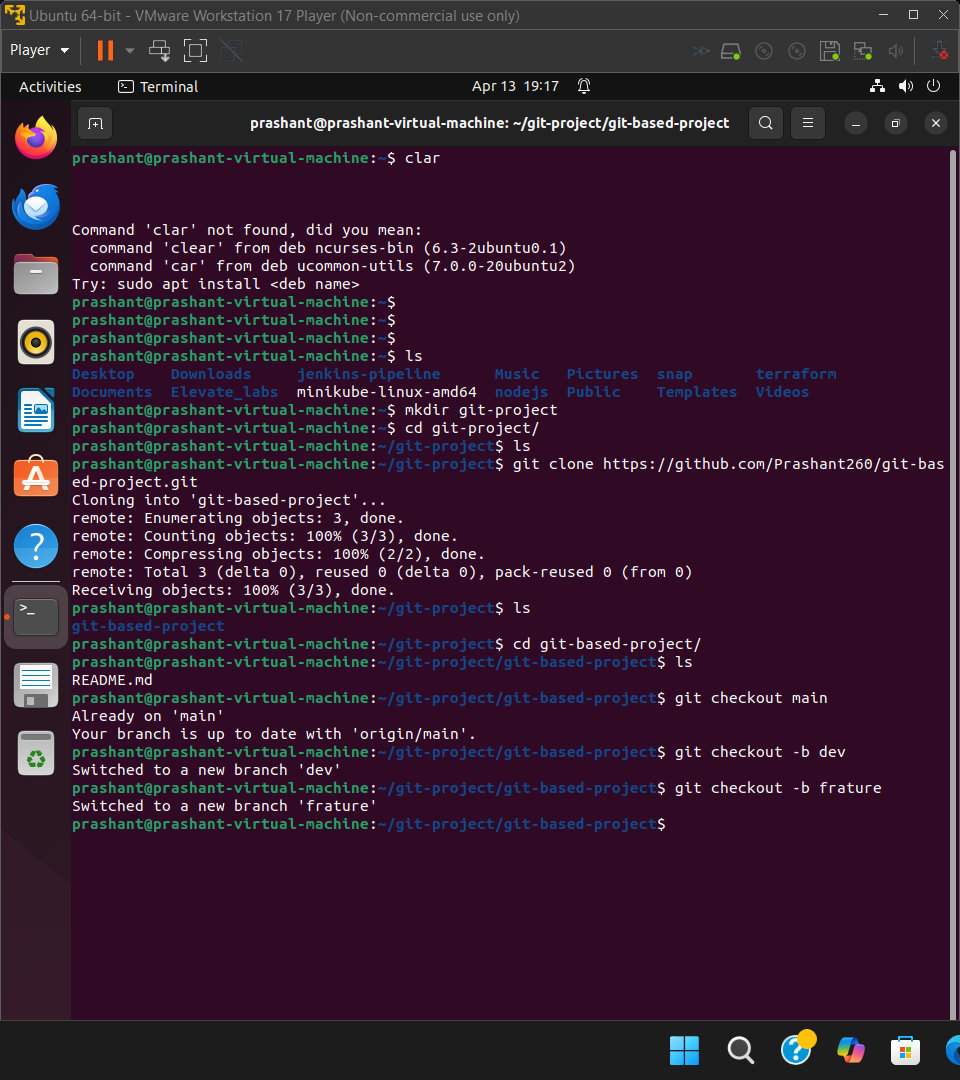 Ubuntu 64-bit - VMware Workstation 17 Player (Non-commercial use only)
Player
Activities
Terminal
Apr 13 19:17
prashant@prashant-virtual-machine: ~/git-project/git-based-project
prashant@prashant-virtual-machine:~$ clar
Command 'clar' not found, did you mean:
command 'clear' from deb ncurses-bin (6.3-2ubuntu0.1)
command 'car' from deb ucommon-utils (7.0.0-20ubuntu2)
Try: sudo apt install <deb name>
prashant@prashant-virtual-machine:~$
prashant@prashant-virtual-machine:~$
prashant@prashant-virtual-machine:~$
prashant@prashant-virtual-machine:~$ ls
Desktop Downloads jenkins-pipeline Music Pictures snap terraform
Documents Elevate_labs minikube-linux-amd64 nodejs Public Templates Videos
prashant@prashant-virtual-machine:~$ mkdir git-project
prashant@prashant-virtual-machine:~$ cd git-project/
prashant@prashant-virtual-machine:~/git-project$ ls
prashant@prashant-virtual-machine:~/git-project$ git clone https://github.com/Prashant260/git-bas
ed-project.git
Cloning into 'git-based-project'...
remote: Enumerating objects: 3, done.
remote: Counting objects: 100% (3/3), done.
remote: Compressing objects: 100% (2/2), done.
remote: Total 3 (delta 0), reused 0 (delta 0), pack-reused 0 (from 0)
Receiving objects: 100% (3/3), done.
prashant@prashant-virtual-machine:~/git-project$ ls
git-based-project
prashant@prashant-virtual-machine:~/git-project$ cd git-based-project/
prashant@prashant-virtual-machine:~/git-project/git-based-project$ ls
README.md
prashant@prashant-virtual-machine:~/git-project/git-based-project$ git checkout main
Already on 'main'
Your branch is up to date with 'origin/main'.
prashant@prashant-virtual-machine:~/git-project/git-based-project$ git checkout -b dev
Switched to a new branch 'dev'
prashant@prashant-virtual-machine:~/git-project/git-based-project$ git checkout -b frature
Switched to a new branch 'frature'
prashant@prashant-virtual-machine:~/git-project/git-based-project$